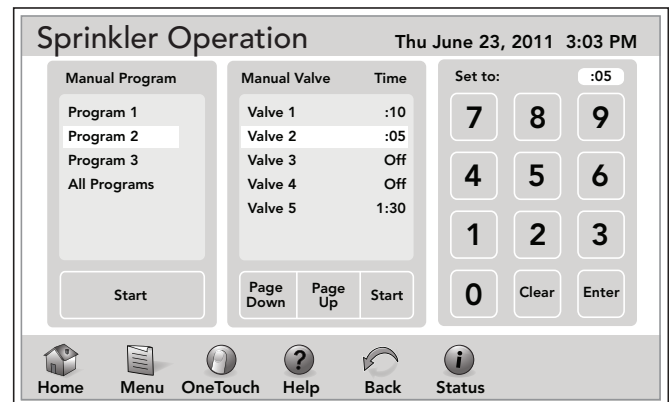 Sprinkler Operation
Thu June 23, 2011 3:03 PM
Manual Program
Program 1
Program 2
Program 3
All Programs
Start
Manual Valve Time
Valve 1 :10
Valve 2 :05
Valve 3 Off
Valve 4 Off
Valve 5 1:30
Page Down
Page Up
Start
Set to: :05
7 8 9
4 5 6
1 2 3
0 Clear Enter
Home Menu OneTouch Help Back Status
? i